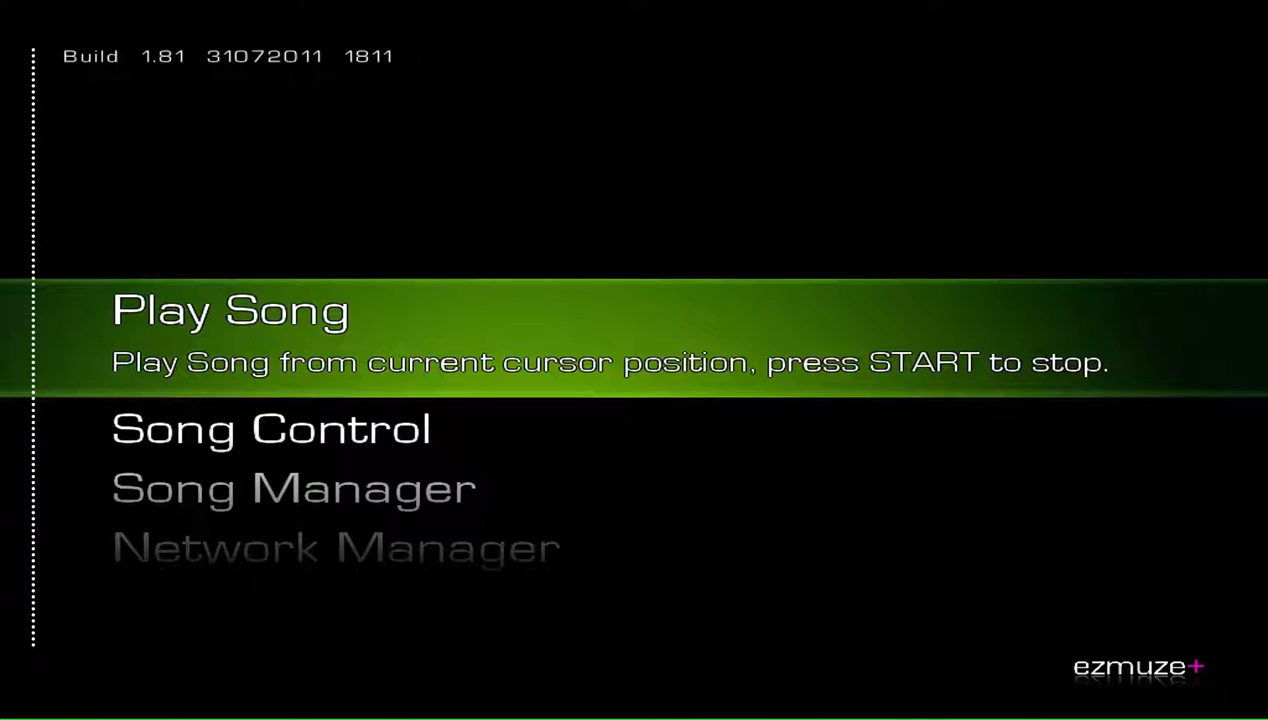 Build 1.81 31072011 1811
Play Song
Play Song from current cursor position, press START to stop.
Song Control
Song Manager
Network Manager
ezmuze+